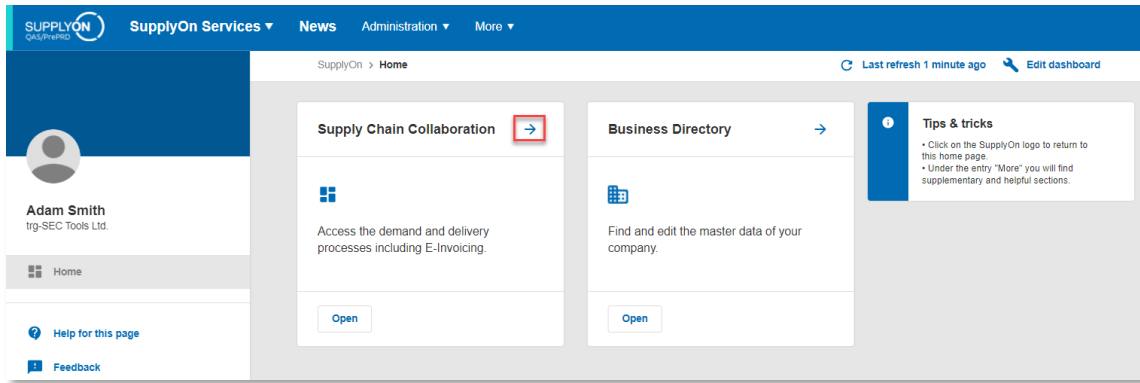 SUPPLYON
QAS/PrePRD
SupplyOn Services ▾ News Administration ▾ More ▾
SupplyOn > Home
Last refresh 1 minute ago
Edit dashboard
Adam Smith
trg-SEC Tools Ltd.
Home
Help for this page
Feedback
Supply Chain Collaboration →
Access the demand and delivery
processes including E-Invoicing.
Open
Business Directory →
Find and edit the master data of your
company.
Open
Tips & tricks
• Click on the SupplyOn logo to return to
this home page.
• Under the entry "More" you will find
supplementary and helpful sections.